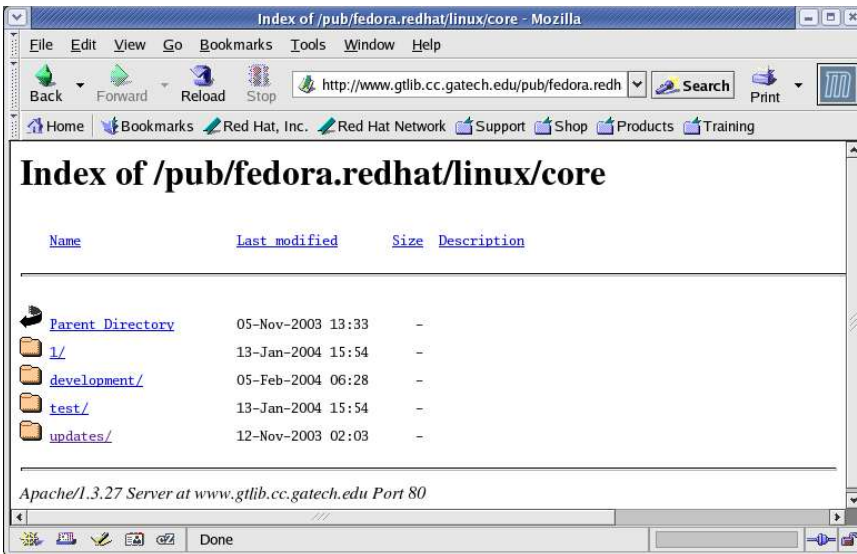 Index of /pub/fedora.redhat/linux/core - Mozilla
File Edit View Go Bookmarks Tools Window Help
Back Forward Reload Stop http://www.gtlib.cc.gatech.edu/pub/fedora.redh Search Print
Home Bookmarks Red Hat, Inc. Red Hat Network Support Shop Products Training
Index of /pub/fedora.redhat/linux/core
Name Last modified Size Description
Parent Directory 05-Nov-2003 13:33 -
1/ 13-Jan-2004 15:54 -
development/ 05-Feb-2004 06:28 -
test/ 13-Jan-2004 15:54 -
updates/ 12-Nov-2003 02:03 -
Apache/1.3.27 Server at www.gtlib.cc.gatech.edu Port 80
Done